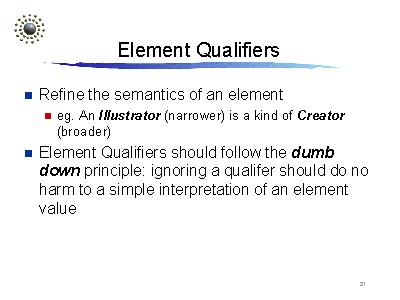 Element Qualifiers
Refine the semantics of an element
eg. An Illustrator (narrower) is a kind of Creator
(broader)
Element Qualifiers should follow the dumb
down principle: ignoring a qualifer should do no
harm to a simple interpretation of an element
value